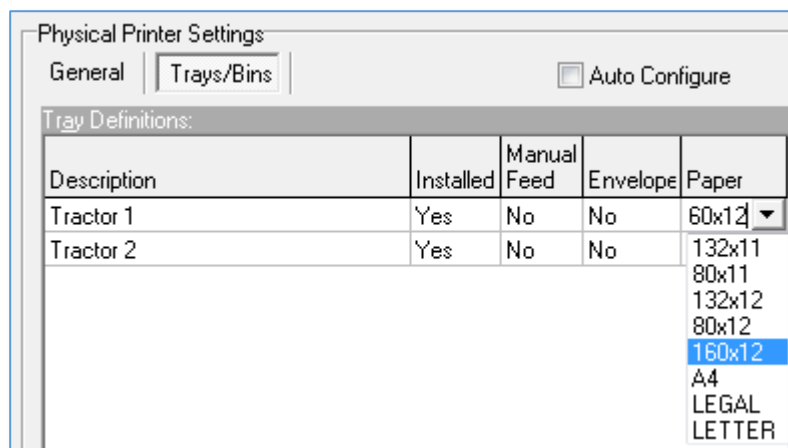 Physical Printer Settings
General Trays/Bins Auto Configure
Tray Definitions:
Description Installed Manual Feed Envelope Paper
Tractor 1 Yes No No 60x12
Tractor 2 Yes No No
132x11
80x11
132x12
80x12
160x12
A4
LEGAL
LETTER